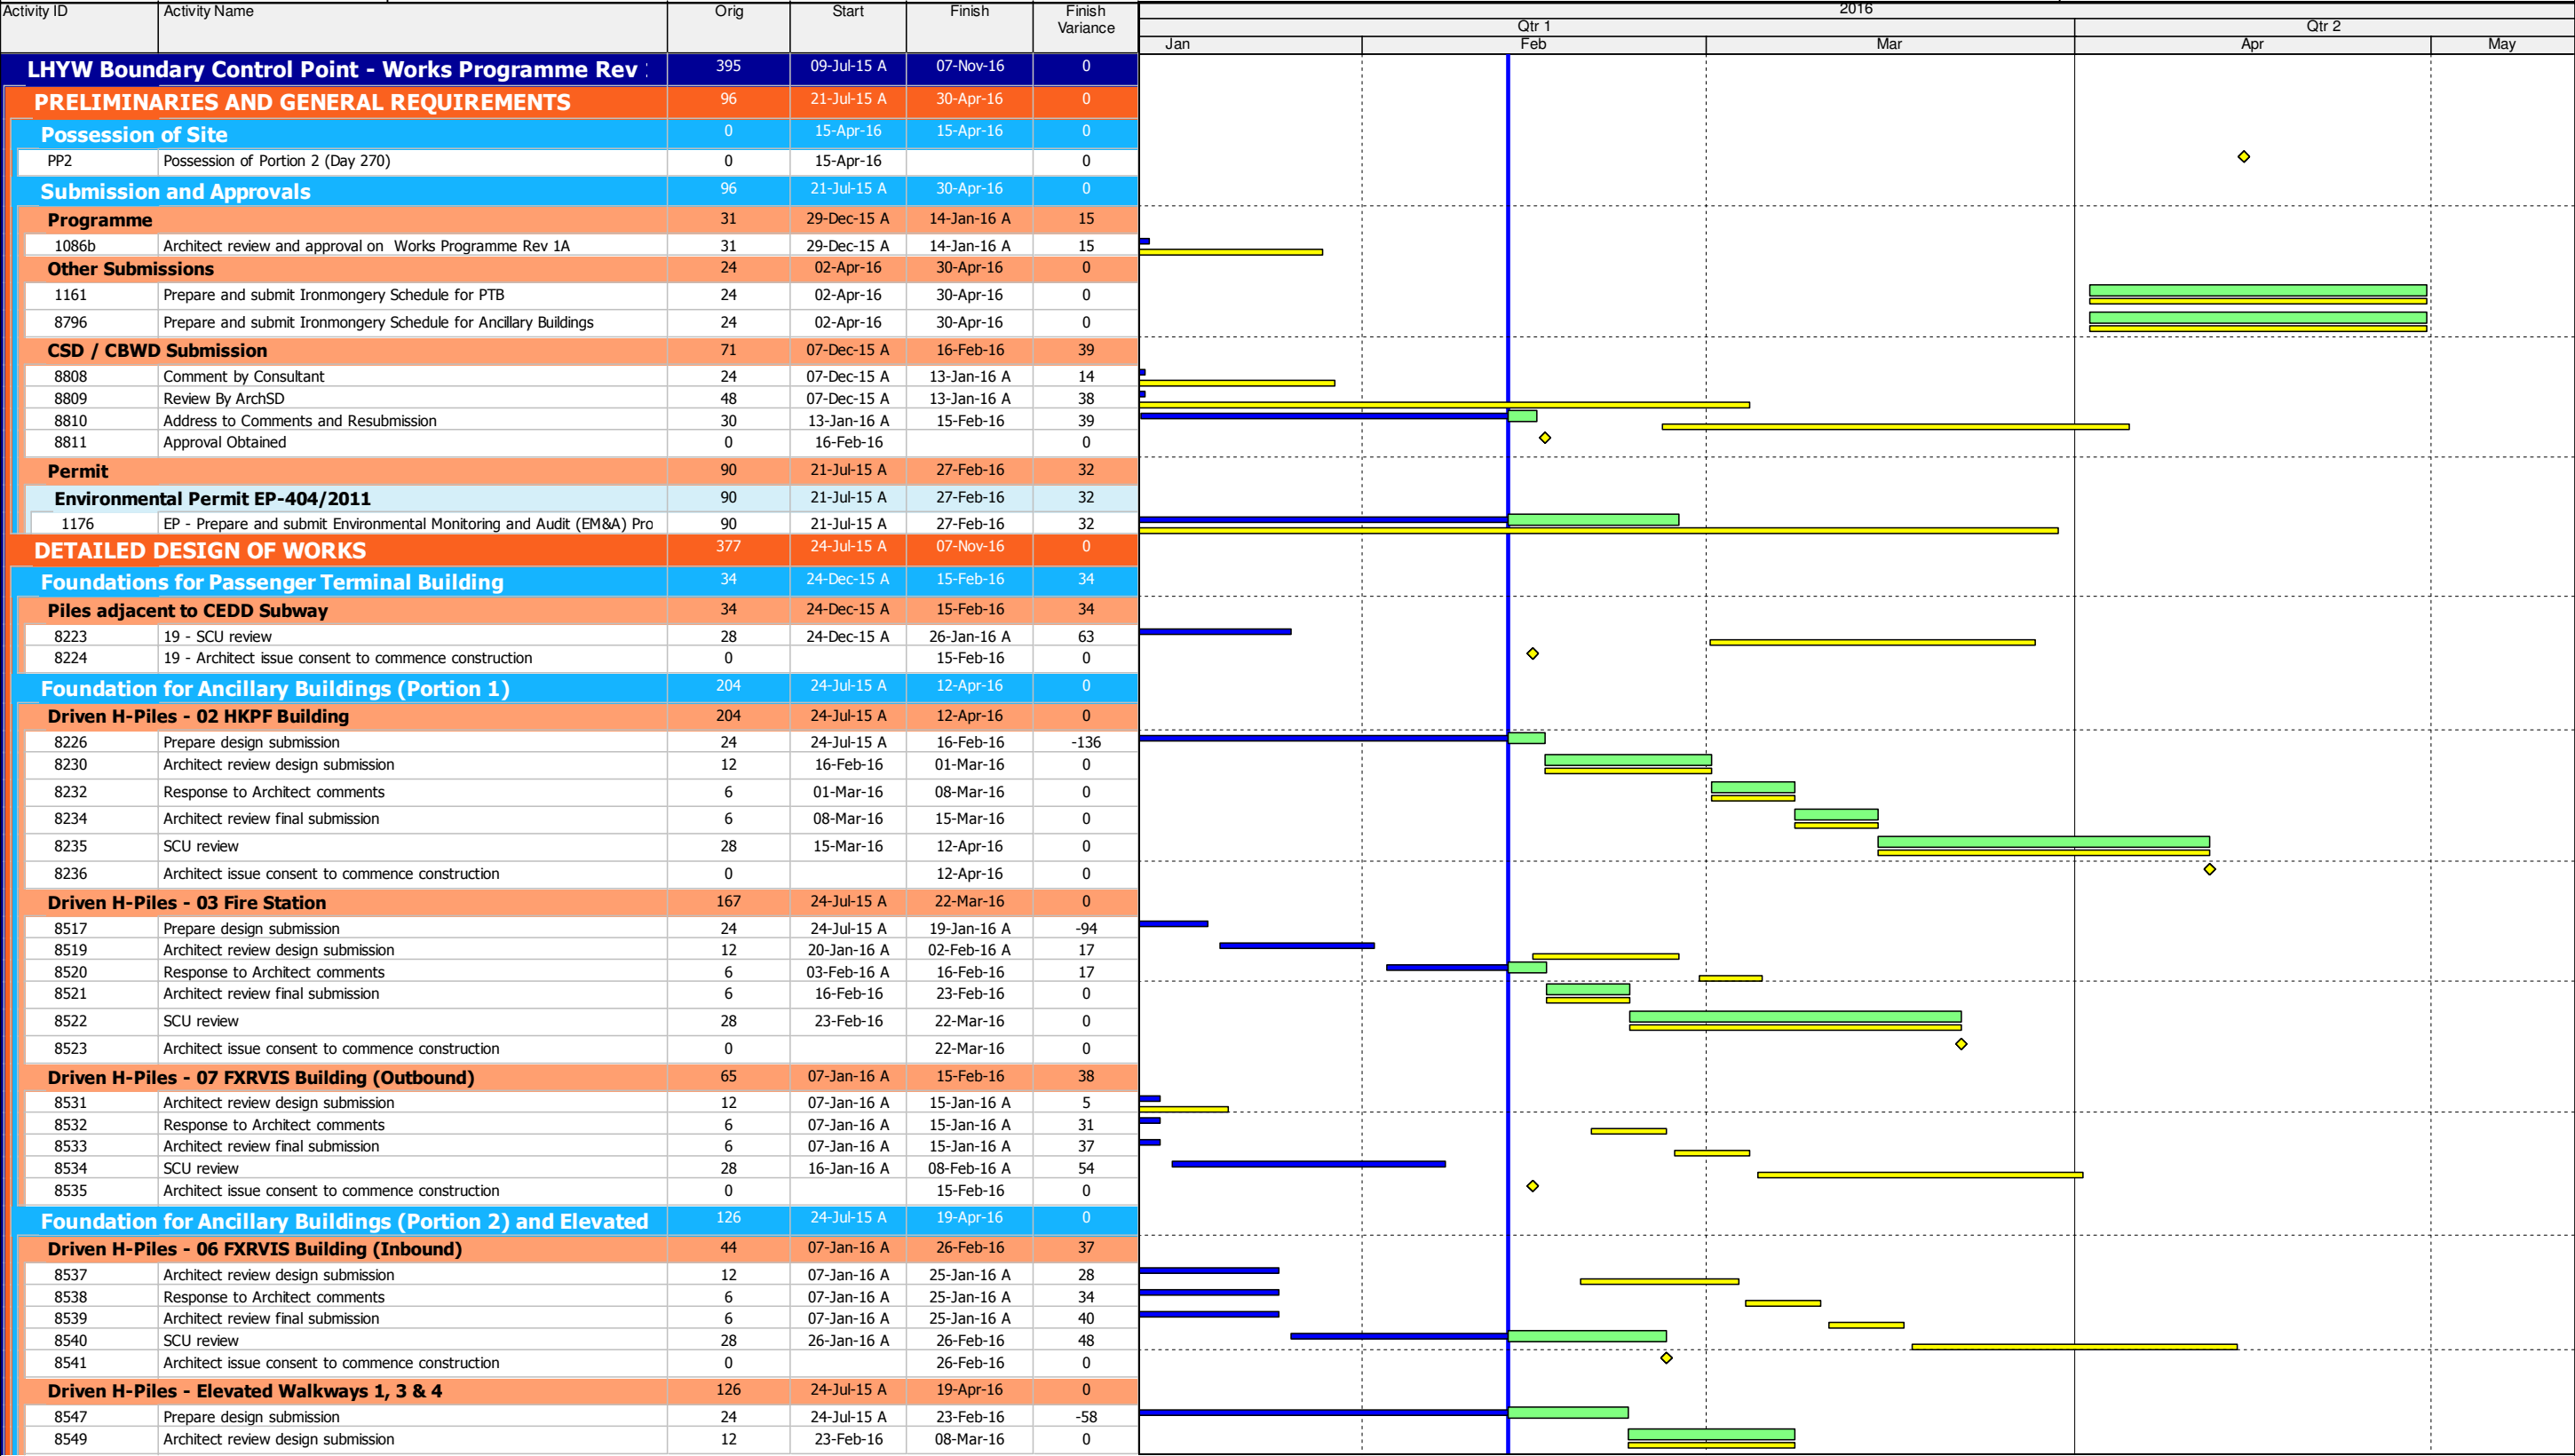 Activity ID Activity Name Orig Start Finish Finish Variance 2016
Qtr 1 Qtr 2
Jan Feb Mar Apr May
LHYW Boundary Control Point - Works Programme Rev 395 09-Jul-15 A 07-Nov-16 0
PRELIMINARIES AND GENERAL REQUIREMENTS 96 21-Jul-15 A 30-Apr-16 0
Possession of Site 0 15-Apr-16 15-Apr-16 0
PP2 Possession of Portion 2 (Day 270) 0 15-Apr-16 0
Submission and Approvals 96 21-Jul-15 A 30-Apr-16 0
Programme 31 29-Dec-15 A 14-Jan-16 A 15
1086b Architect review and approval on Works Programme Rev 1A 31 29-Dec-15 A 14-Jan-16 A 15
Other Submissions 24 02-Apr-16 30-Apr-16 0
1161 Prepare and submit Ironmongery Schedule for PTB 24 02-Apr-16 30-Apr-16 0
8796 Prepare and submit Ironmongery Schedule for Ancillary Buildings 24 02-Apr-16 30-Apr-16 0
CSD / CBWD Submission 71 07-Dec-15 A 16-Feb-16 39
8808 Comment by Consultant 24 07-Dec-15 A 13-Jan-16 A 14
8809 Review By ArchSD 48 07-Dec-15 A 13-Jan-16 A 38
8810 Address to Comments and Resubmission 30 13-Jan-16 A 15-Feb-16 39
8811 Approval Obtained 0 16-Feb-16 0
Permit 90 21-Jul-15 A 27-Feb-16 32
Environmental Permit EP-404/2011 90 21-Jul-15 A 27-Feb-16 32
1176 EP - Prepare and submit Environmental Monitoring and Audit (EM&A) Pro 90 21-Jul-15 A 27-Feb-16 32
DETAILED DESIGN OF WORKS 377 24-Jul-15 A 07-Nov-16 0
Foundations for Passenger Terminal Building 34 24-Dec-15 A 15-Feb-16 34
Piles adjacent to CEDD Subway 34 24-Dec-15 A 15-Feb-16 34
8223 19 - SCU review 28 24-Dec-15 A 26-Jan-16 A 63
8224 19 - Architect issue consent to commence construction 0 15-Feb-16 0
Foundation for Ancillary Buildings (Portion 1) 204 24-Jul-15 A 12-Apr-16 0
Driven H-Piles - 02 HKPF Building 204 24-Jul-15 A 12-Apr-16 0
8226 Prepare design submission 24 24-Jul-15 A 16-Feb-16 -136
8230 Architect review design submission 12 16-Feb-16 01-Mar-16 0
8232 Response to Architect comments 6 01-Mar-16 08-Mar-16 0
8234 Architect review final submission 6 08-Mar-16 15-Mar-16 0
8235 SCU review 28 15-Mar-16 12-Apr-16 0
8236 Architect issue consent to commence construction 0 12-Apr-16 0
Driven H-Piles - 03 Fire Station 167 24-Jul-15 A 22-Mar-16 0
8517 Prepare design submission 24 24-Jul-15 A 19-Jan-16 A -94
8519 Architect review design submission 12 20-Jan-16 A 02-Feb-16 A 17
8520 Response to Architect comments 6 03-Feb-16 A 16-Feb-16 17
8521 Architect review final submission 6 16-Feb-16 23-Feb-16 0
8522 SCU review 28 23-Feb-16 22-Mar-16 0
8523 Architect issue consent to commence construction 0 22-Mar-16 0
Driven H-Piles - 07 FXRVIS Building (Outbound) 65 07-Jan-16 A 15-Feb-16 38
8531 Architect review design submission 12 07-Jan-16 A 15-Jan-16 A 5
8532 Response to Architect comments 6 07-Jan-16 A 15-Jan-16 A 31
8533 Architect review final submission 6 07-Jan-16 A 15-Jan-16 A 37
8534 SCU review 28 16-Jan-16 A 08-Feb-16 A 54
8535 Architect issue consent to commence construction 0 15-Feb-16 0
Foundation for Ancillary Buildings (Portion 2) and Elevated 126 24-Jul-15 A 19-Apr-16 0
Driven H-Piles - 06 FXRVIS Building (Inbound) 44 07-Jan-16 A 26-Feb-16 37
8537 Architect review design submission 12 07-Jan-16 A 25-Jan-16 A 28
8538 Response to Architect comments 6 07-Jan-16 A 25-Jan-16 A 34
8539 Architect review final submission 6 07-Jan-16 A 25-Jan-16 A 40
8540 SCU review 28 26-Jan-16 A 26-Feb-16 48
8541 Architect issue consent to commence construction 0 26-Feb-16 0
Driven H-Piles - Elevated Walkways 1, 3 & 4 126 24-Jul-15 A 19-Apr-16 0
8547 Prepare design submission 24 24-Jul-15 A 23-Feb-16 -58
8549 Architect review design submission 12 23-Feb-16 08-Mar-16 0